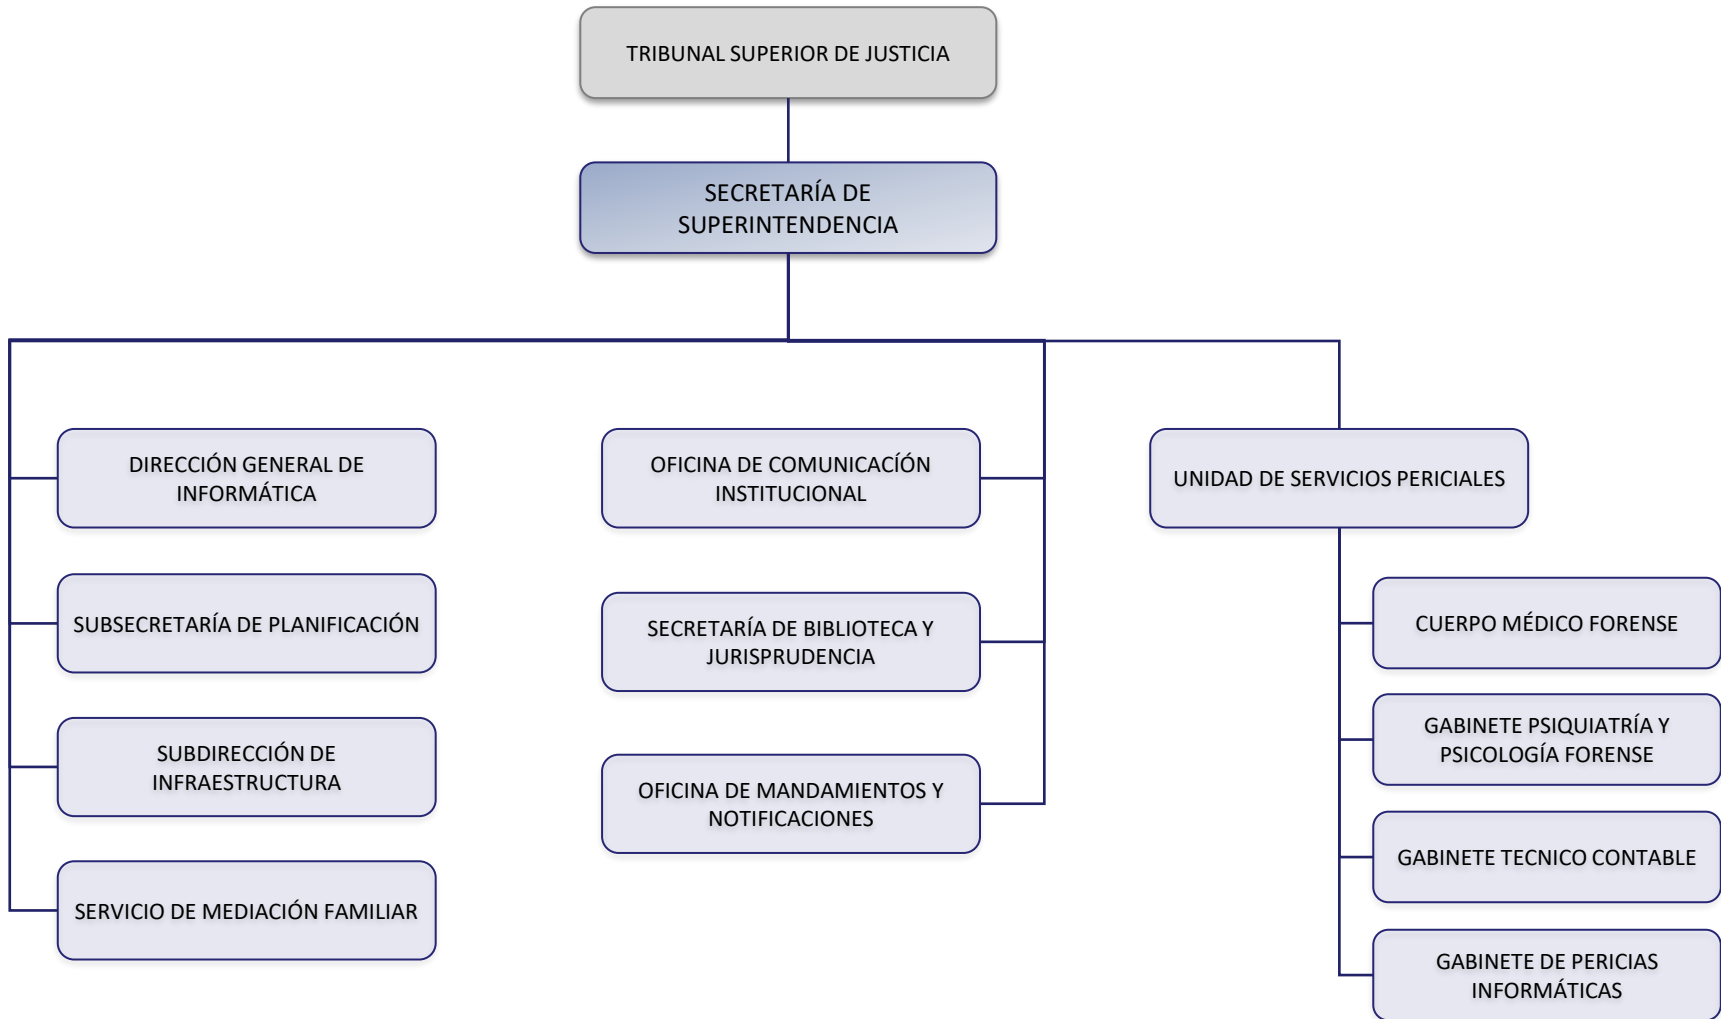 TRIBUNAL SUPERIOR DE JUSTICIA
SECRETARÍA DE
SUPERINTENDENCIA
DIRECCIÓN GENERAL DE
INFORMÁTICA
SUBSECRETARÍA DE PLANIFICACIÓN
SUBDIRECCIÓN DE
INFRAESTRUCTURA
SERVICIO DE MEDIACIÓN FAMILIAR
OFICINA DE COMUNICACÍÓN
INSTITUCIONAL
SECRETARÍA DE BIBLIOTECA Y
JURISPRUDENCIA
OFICINA DE MANDAMIENTOS Y
NOTIFICACIONES
UNIDAD DE SERVICIOS PERICIALES
CUERPO MÉDICO FORENSE
GABINETE PSIQUIATRÍA Y
PSICOLOGÍA FORENSE
GABINETE TECNICO CONTABLE
GABINETE DE PERICIAS
INFORMÁTICAS